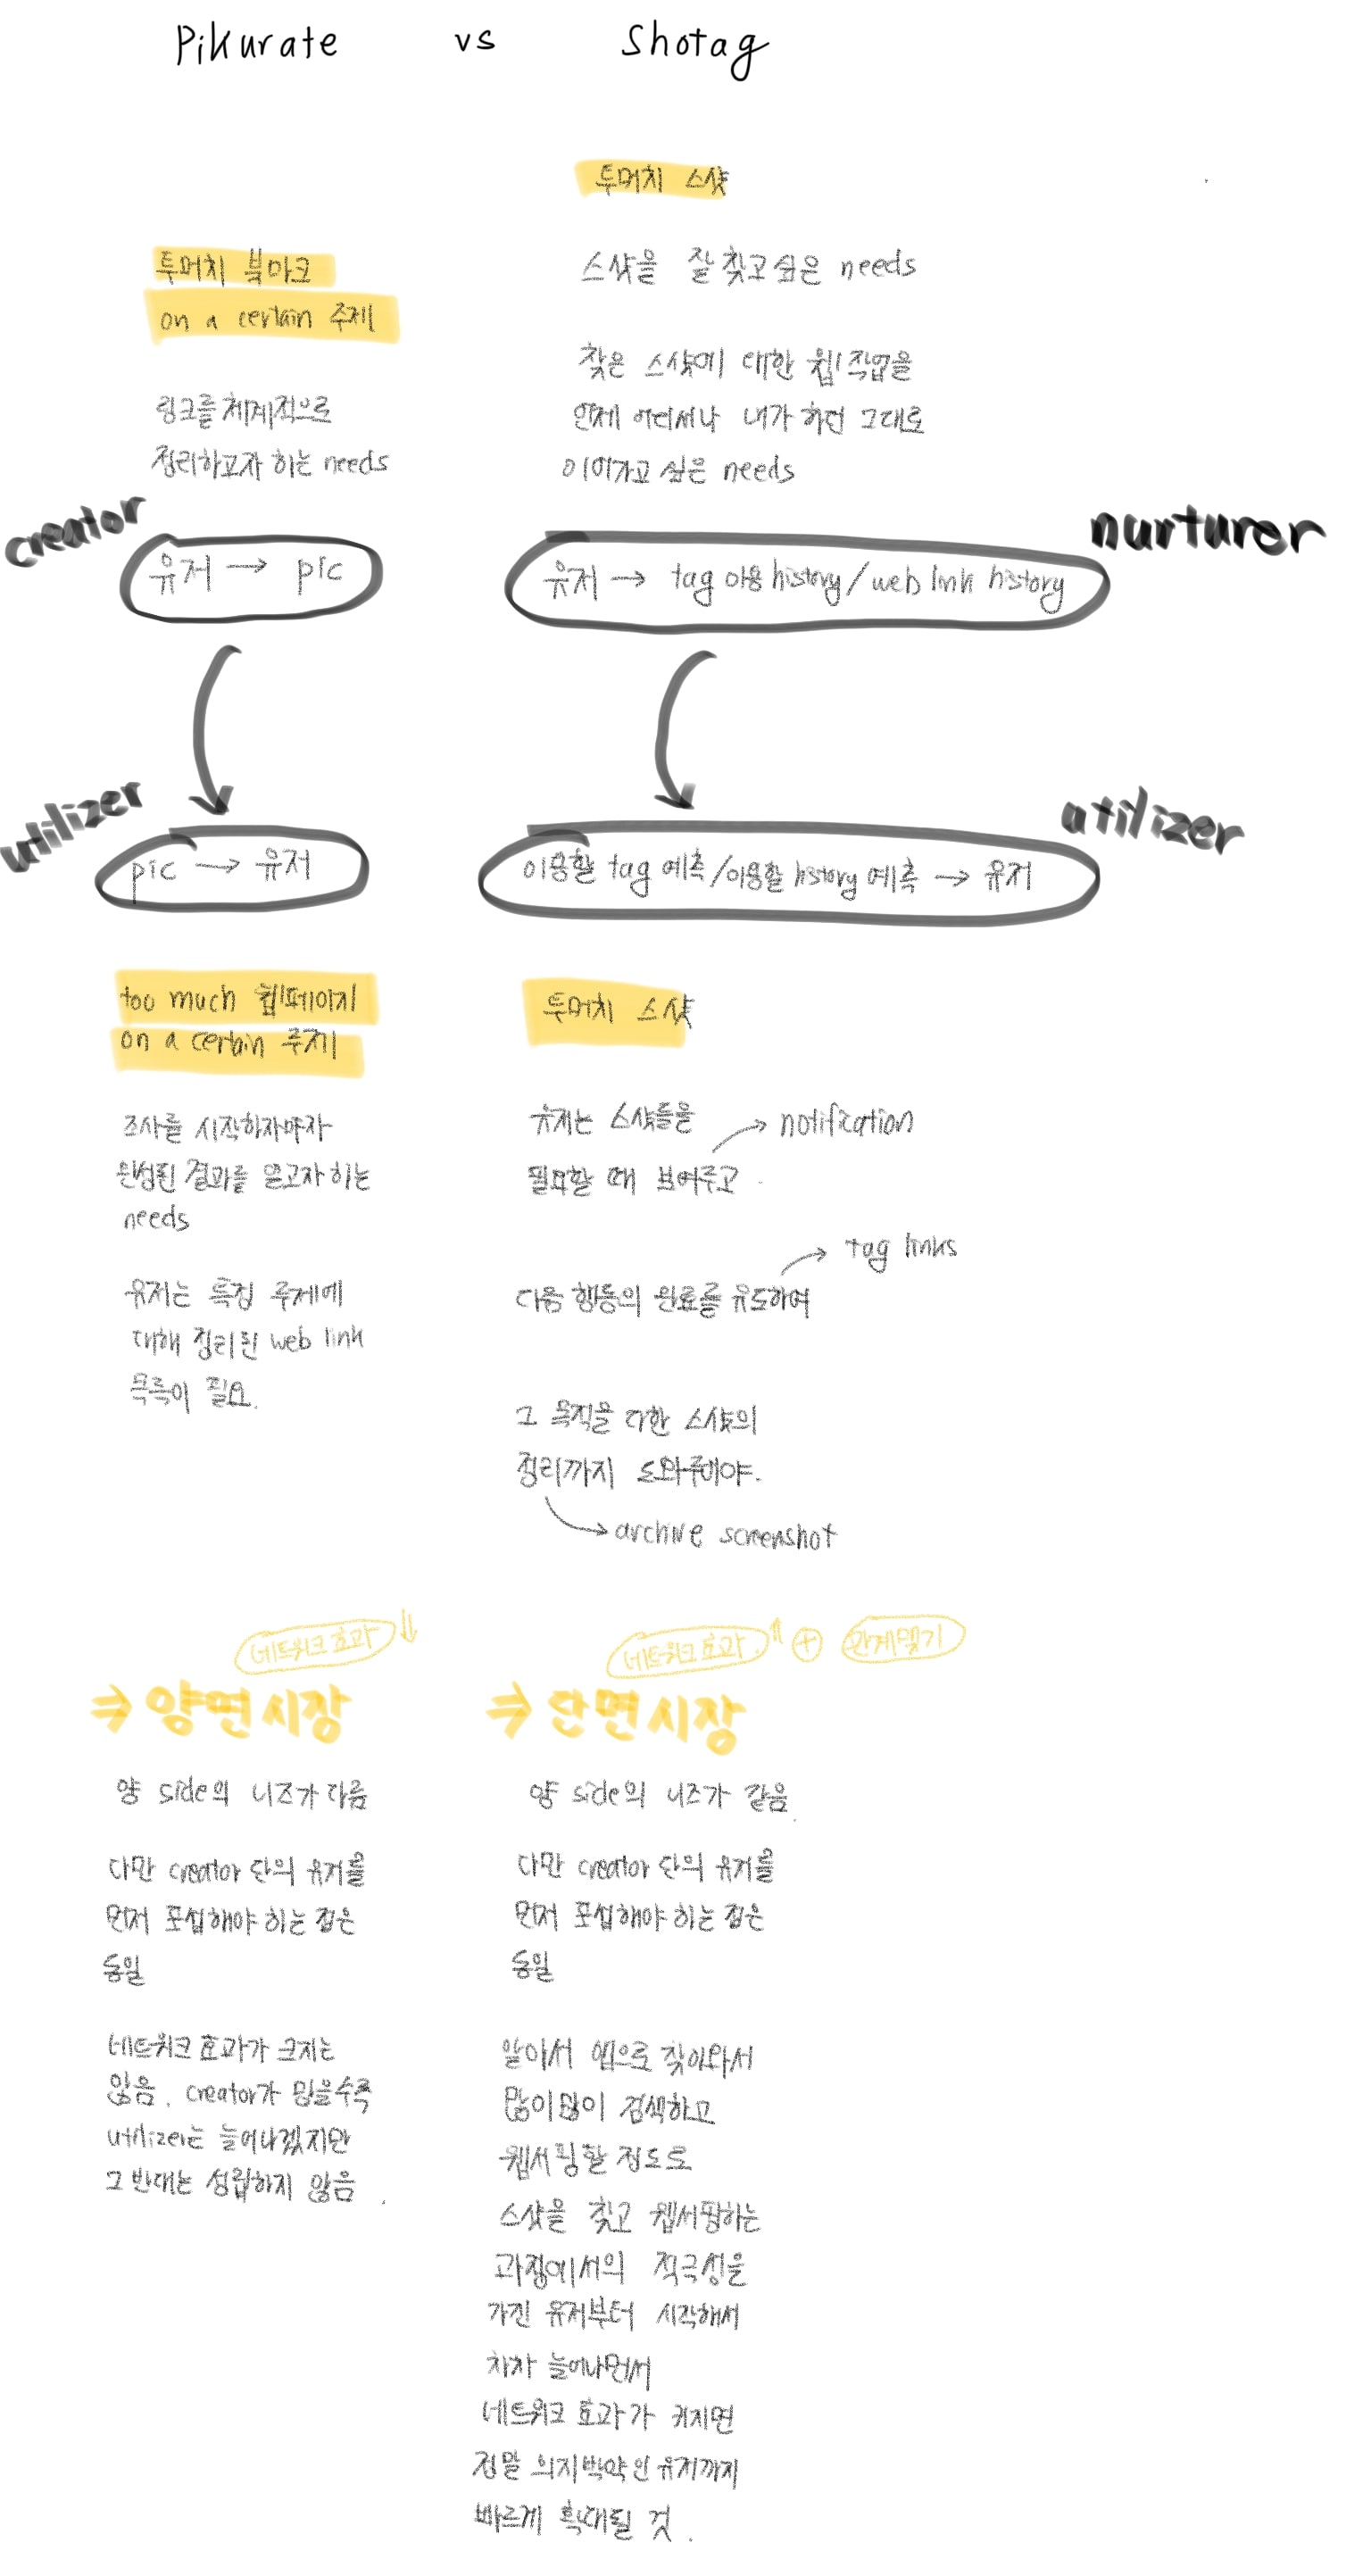 Pikurate vs Shotag
투머치 북마크
on a certain 주제
링크를 체계적으로
정리하고자 하는 needs
투머치 스샷
스샷을 잘 찾고싶은 needs
찾은 스샷에 대한 웹작업을
언제 어디서나 내가 하던 그대로
이어가고 싶은 needs
creator
유저 → pic
nurturer
유저 → tag 이용 history / web link history
utilizer
pic → 유저
utilizer
이용할 tag 예측 / 이용할 history 예측 → 유저
too much 웹페이지
on a certain 주제
조사를 시작하자마자
완성된 결과를 얻고자 하는
needs
유저는 특정 주제에
대해 정리된 web link
목록이 필요.
투머치 스샷
유저는 스샷들을
→ notification
필요할 때 보여주고
→ tag links
다음 행동의 완료를 유도하여
그 목적을 다한 스샷의
정리까지 도와줘야.
→ archive screenshot
네트워크 효과 ↓
⇒ 양면시장
양 side의 니즈가 다름
다만 creator 단의 유저를
먼저 포섭해야 하는 점은
동일
네트워크 효과가 크지는
않음. creator가 많을수록
utilizer는 늘어나겠지만
그 반대는 성립하지 않음.
네트워크 효과 ↑ + 관계맺기
⇒ 단면시장
양 side의 니즈가 같음.
다만 creator 단의 유저를
먼저 포섭해야 하는 점은
동일
알아서 앱으로 찾아와서
많이많이 검색하고
웹서핑할 정도로
스샷을 찾고 웹서핑하는
과정에서의 적극성을
가진 유저부터 시작해서
차차 늘어나면서
네트워크 효과가 커지면
정말 의지박약인 유저까지
빠르게 확대될 것.